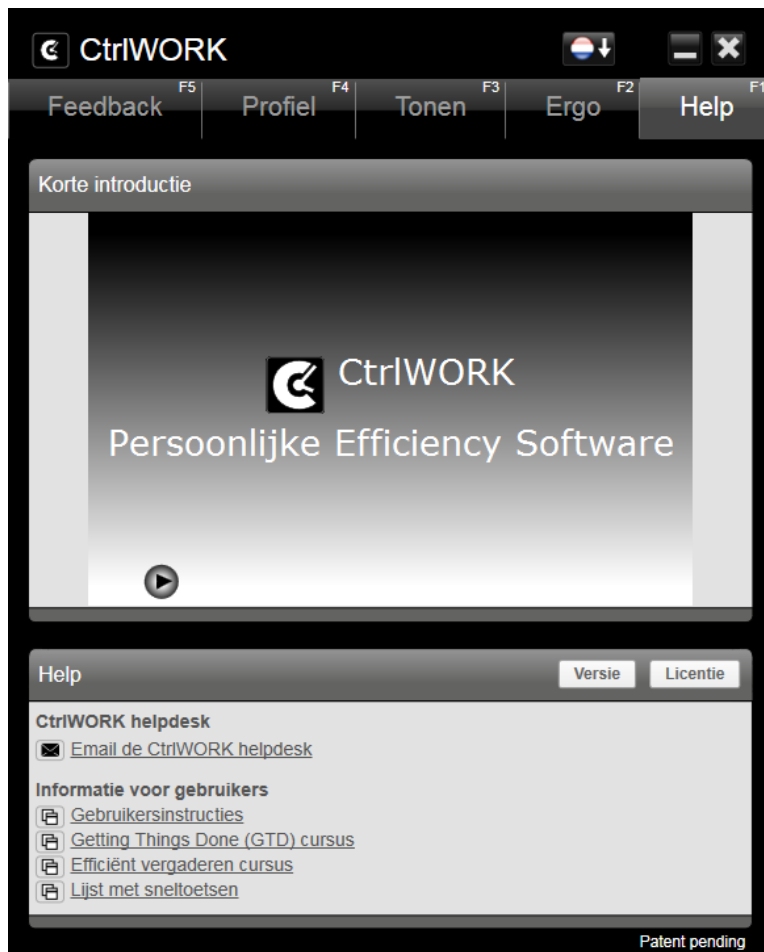 CtrlWORK
Feedback F5 Profiel F4 Tonen F3 Ergo F2 Help F1
Korte introductie
CtrlWORK
Persoonlijke Efficiency Software
Help Versie Licentie
CtrlWORK helpdesk
Email de CtrlWORK helpdesk
Informatie voor gebruikers
Gebruikersinstructies
Getting Things Done (GTD) cursus
Efficiënt vergaderen cursus
Lijst met sneltoetsen
Patent pending